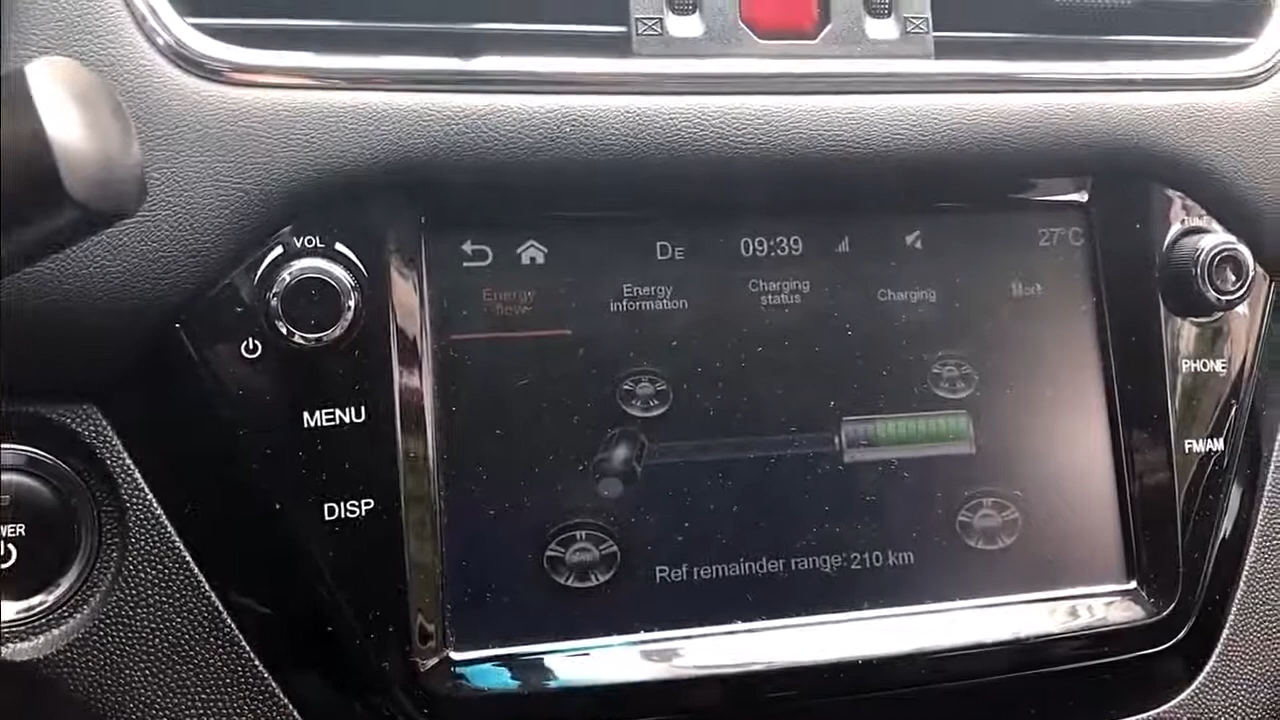 VOL
TUNE
DE
09:39
27°C
Energy
Energy
information
Charging
status
Charging
PHONE
MENU
FM/AM
DISP
WER
Ref remainder range: 210 km